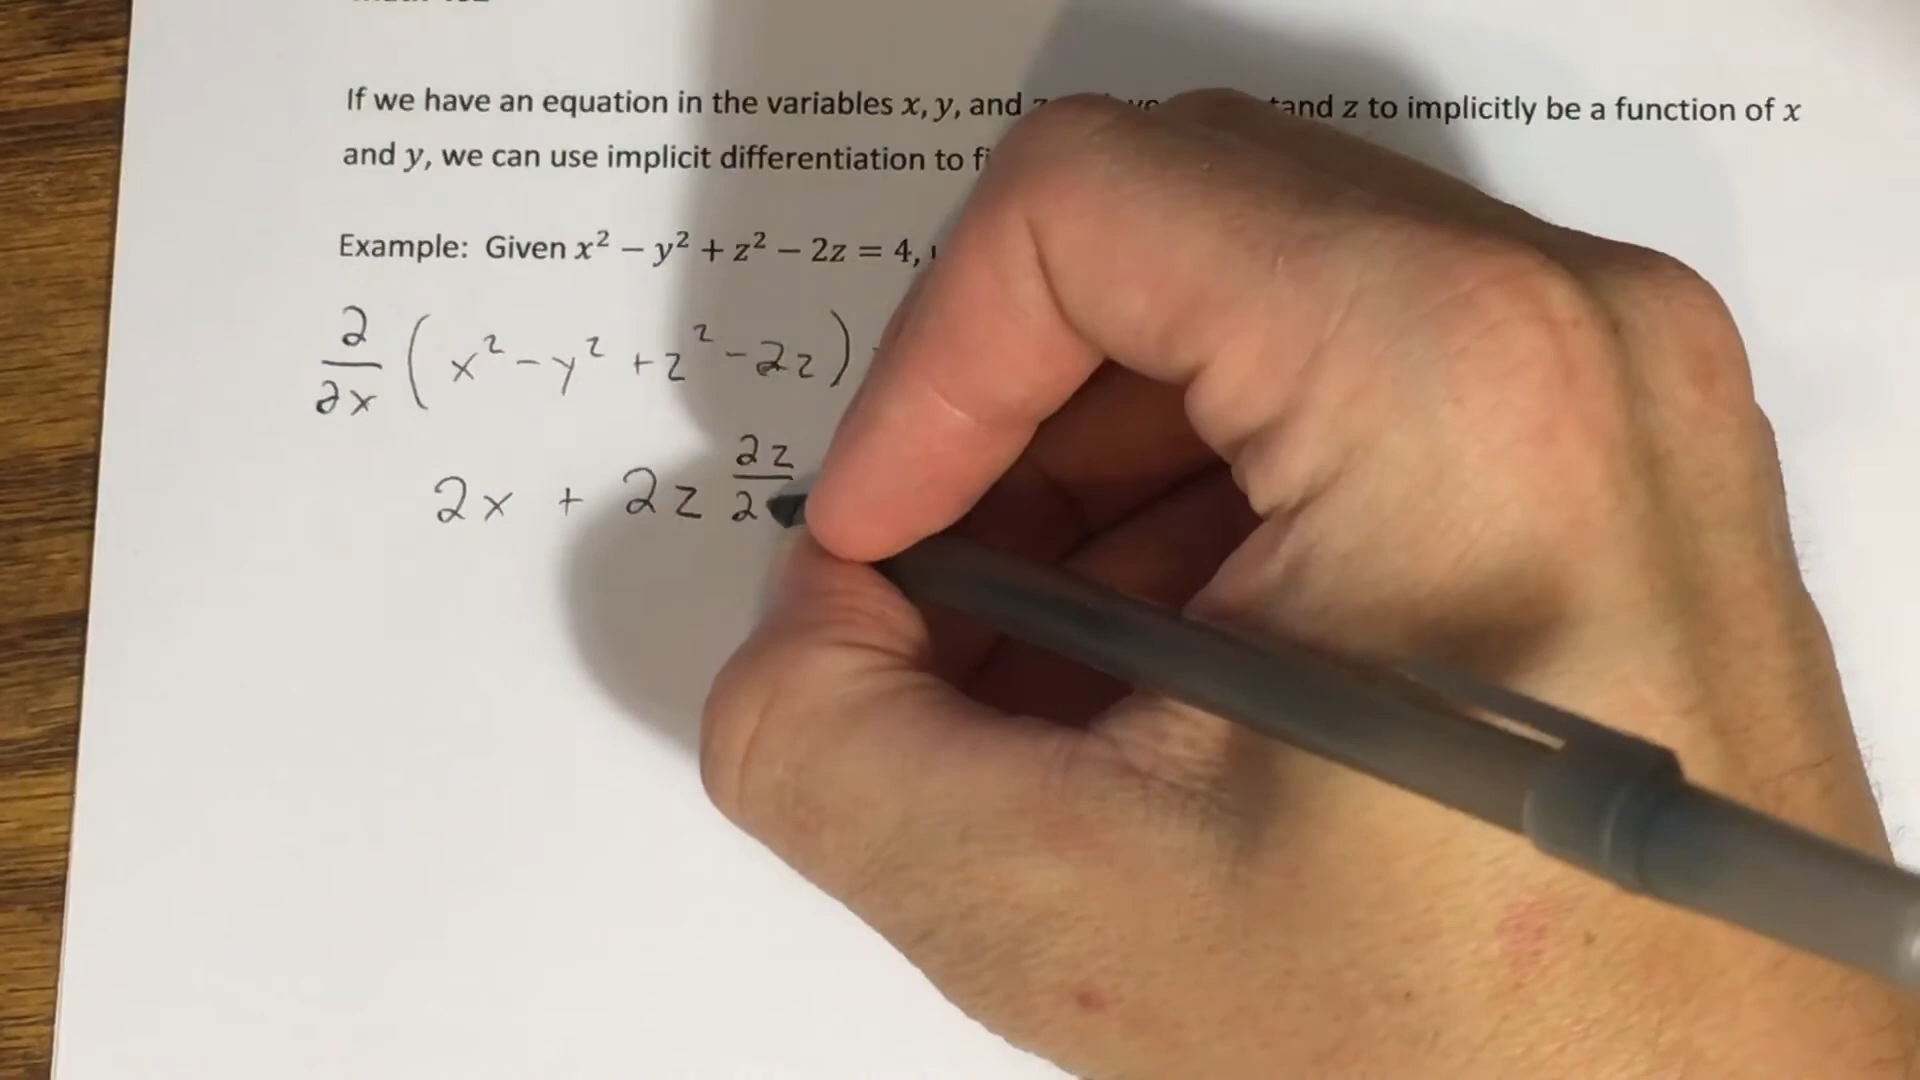 If we have an equation in the variables x, y, and z to implicitly be a function of x
and y, we can use implicit differentiation to
Example: Given x² − y² + z² − 2z = 4,
∂/∂x (x² − y² + z² − 2z)
2x + 2z ∂z/∂